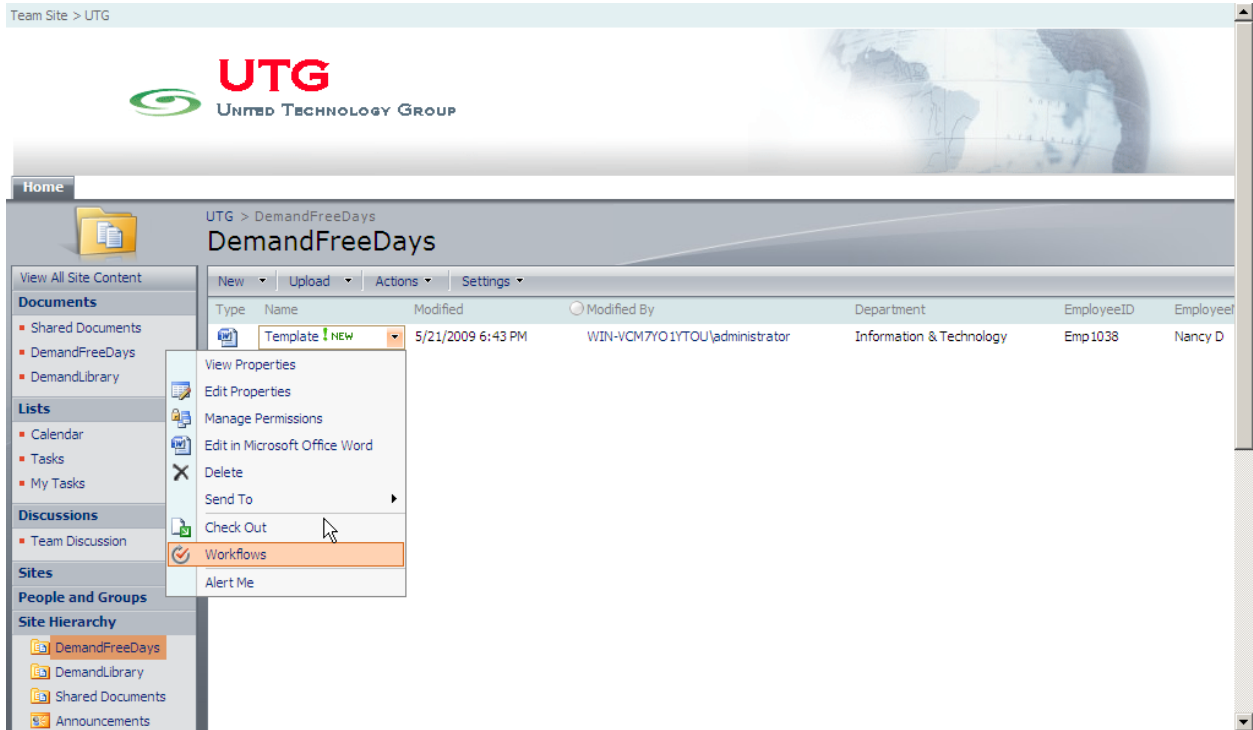 Team Site > UTG
UTG
UNITED TECHNOLOGY GROUP
Home
UTG > DemandFreeDays
DemandFreeDays
View All Site Content
Documents
Shared Documents
DemandFreeDays
DemandLibrary
Lists
Calendar
Tasks
My Tasks
Discussions
Team Discussion
Sites
People and Groups
Site Hierarchy
DemandFreeDays
DemandLibrary
Shared Documents
Announcements
New Upload Actions Settings
Type Name Modified Modified By Department EmployeeID
Template ! NEW 5/21/2009 6:43 PM WIN-VCM7YO1YTOU\administrator Information & Technology Emp1038 Nancy D
View Properties
Edit Properties
Manage Permissions
Edit in Microsoft Office Word
Delete
Send To
Check Out
Workflows
Alert Me